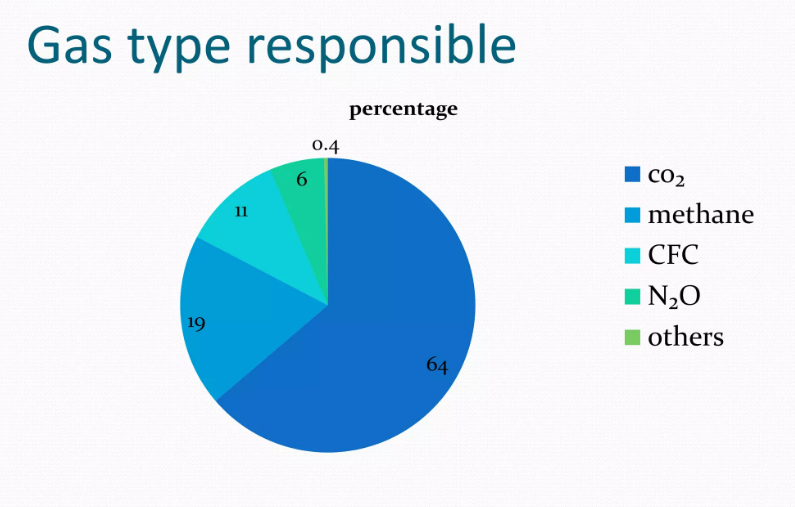 Gas type responsible
percentage
0.4
6
11
19
64
co₂
methane
CFC
N₂O
others